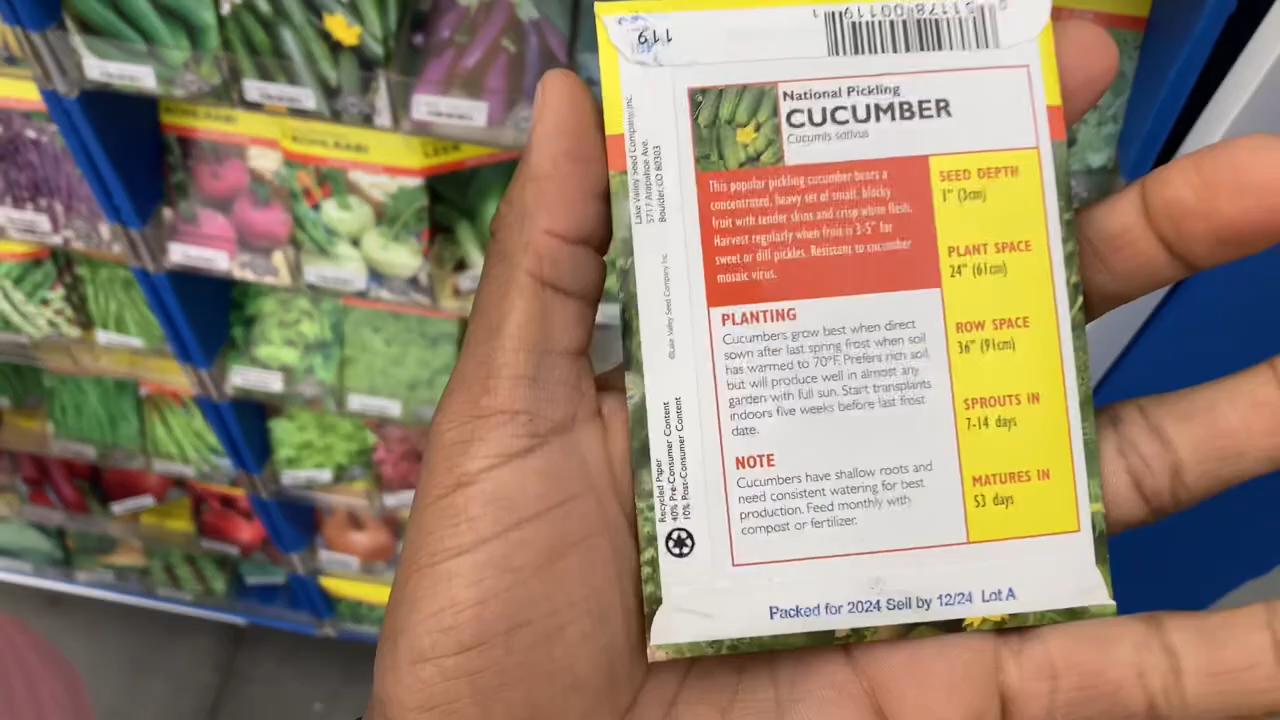 119
51178 00119 1
National Pickling
CUCUMBER
Cucumis sativus
This popular pickling cucumber bears a
concentrated, heavy set of small, blocky
fruit with tender skins and crisp white flesh.
Harvest regularly when fruit is 3-5" for
sweet or dill pickles. Resistant to cucumber
mosaic virus.
SEED DEPTH
1" (3cm)
PLANT SPACE
24" (61cm)
ROW SPACE
36" (91cm)
SPROUTS IN
7-14 days
MATURES IN
53 days
PLANTING
Cucumbers grow best when direct
sown after last spring frost when soil
has warmed to 70°F. Prefers rich soil
but will produce well in almost any
garden with full sun. Start transplants
indoors five weeks before last frost
date.
NOTE
Cucumbers have shallow roots and
need consistent watering for best
production. Feed monthly with
compost or fertilizer.
Lake Valley Seed Company, Inc.
5717 Arapahoe Ave.
Boulder, CO 80303
©Lake Valley Seed Company Inc.
Recycled Paper
40% Pre-Consumer Content
10% Post-Consumer Content
Packed for 2024 Sell by 12/24 Lot A
KOHLRABI
LEEK